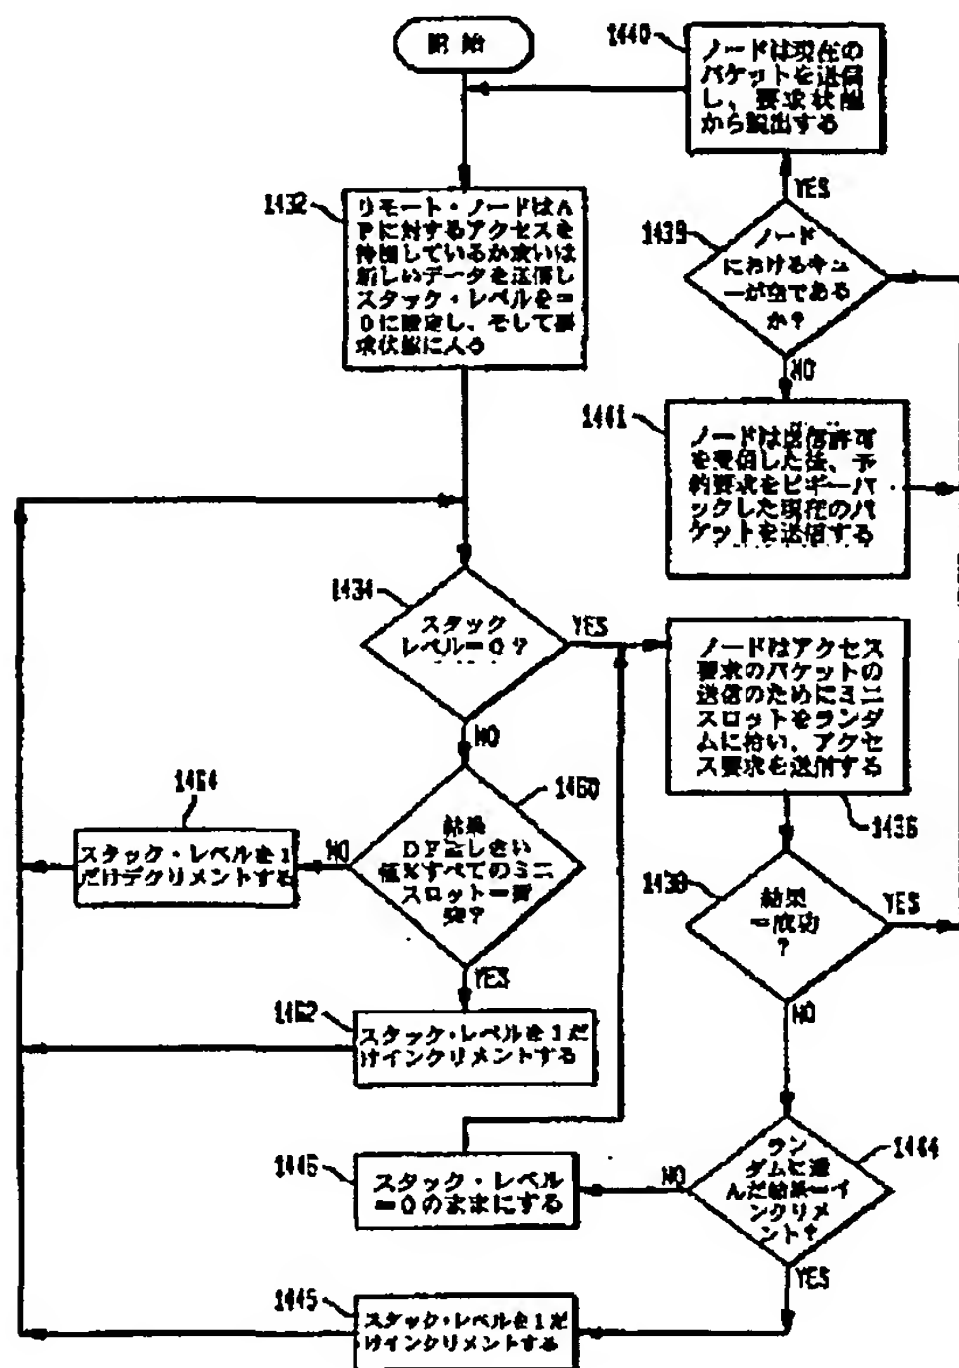 開 始
1440
ノードは現在の
パケットを送信
し、要求状態
から脱出する
YES
1432
リモート・ノードはA
Pに対するアクセスを
待機しているか或いは
新しいデータを送信し
スタック・レベルを=
0に設定し、そして要
求状態に入る
1439
ノード
におけるキュ
ーが空である
か?
NO
1441
ノードは送信許可
を受信した後、予
約要求をピギーバ
ックした現在のパ
ケットを送信する
1434
スタック
レベル=0?
YES
NO
ノードはアクセス
要求のパケットの
送信のためにミニ
スロットをランダ
ムに拾い、アクセ
ス要求を送信する
1436
1460
結果
DF≧しきい
値%すべてのミニ
スロット=衝
突?
NO
YES
1464
スタック・レベルを1
だけデクリメントする
結果
=成功
?
YES
NO
1462
スタック・レベルを1だ
けインクリメントする
1444
ラン
ダムに選
んだ結果=イ
ンクリメ
ント?
NO
YES
1446
スタック・レベル
=0のままにする
1445
スタック・レベルを1だ
けインクリメントする